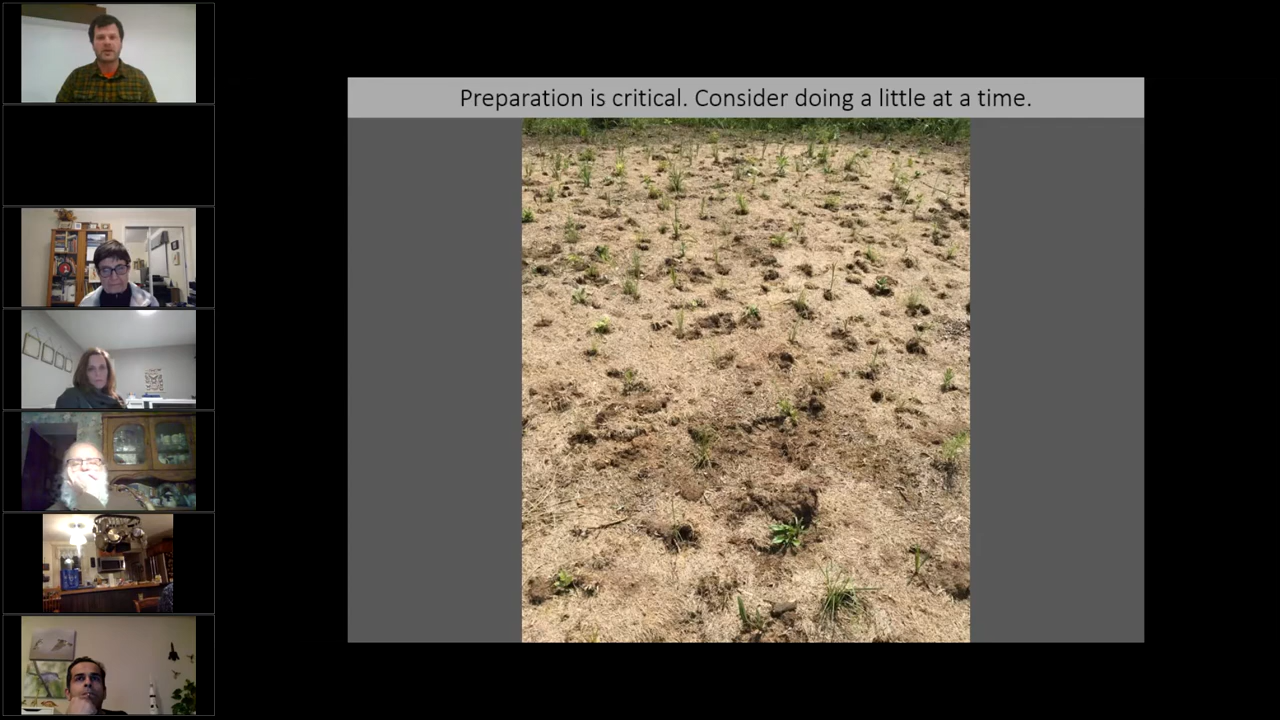 Preparation is critical. Consider doing a little at a time.